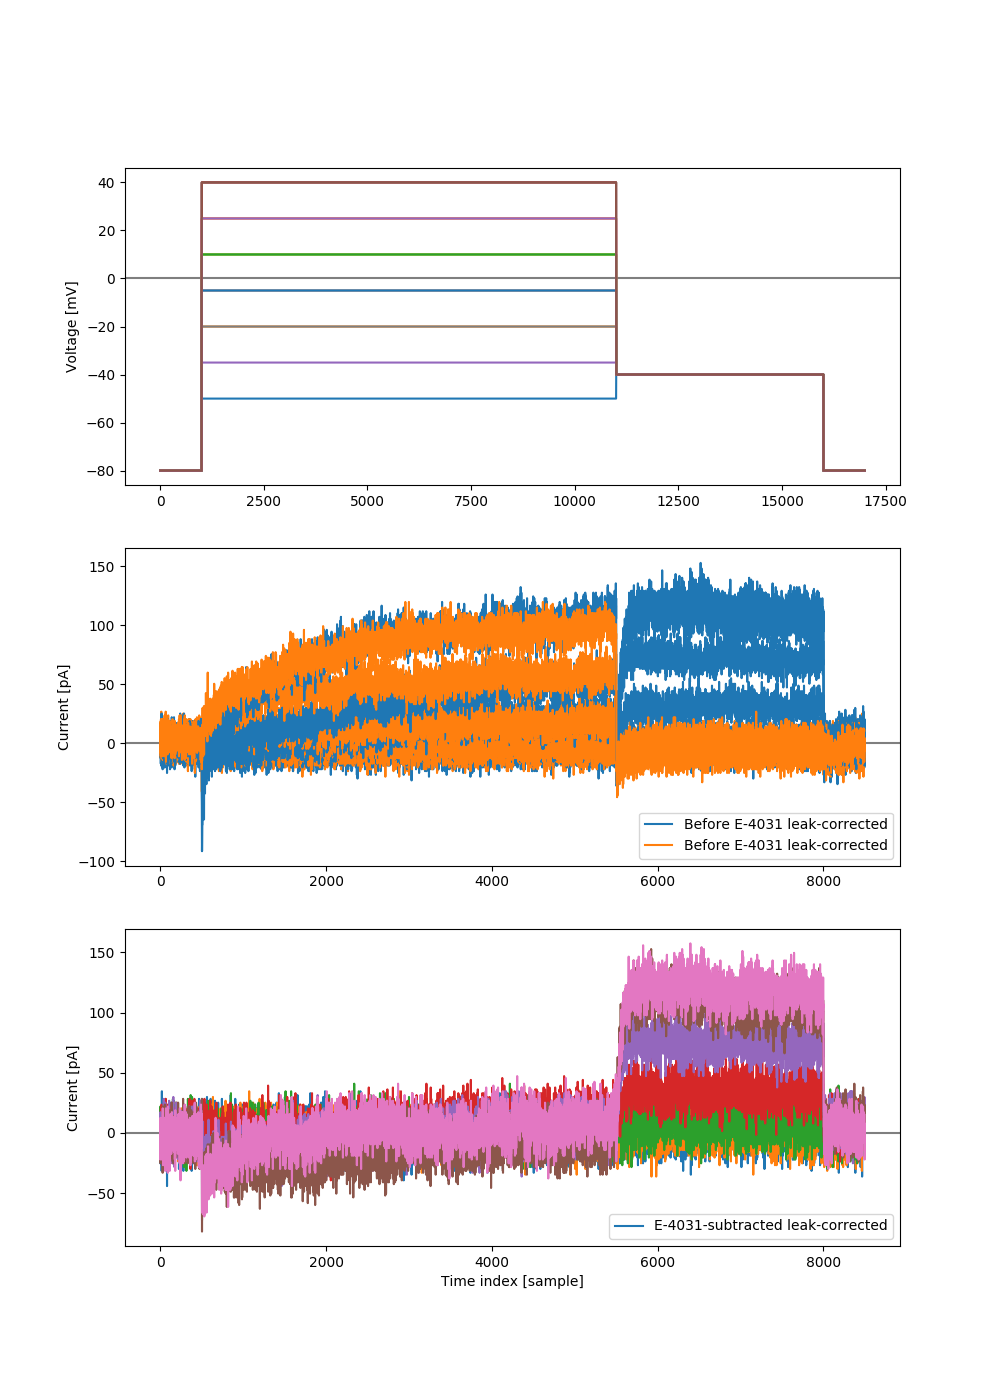 40
20
0
−20
−40
−60
−80
Voltage [mV]
0 2500 5000 7500 10000 12500 15000 17500
150
100
50
0
−50
−100
Current [pA]
Before E-4031 leak-corrected
Before E-4031 leak-corrected
0 2000 4000 6000 8000
150
100
50
0
−50
Current [pA]
E-4031-subtracted leak-corrected
0 2000 4000 6000 8000
Time index [sample]